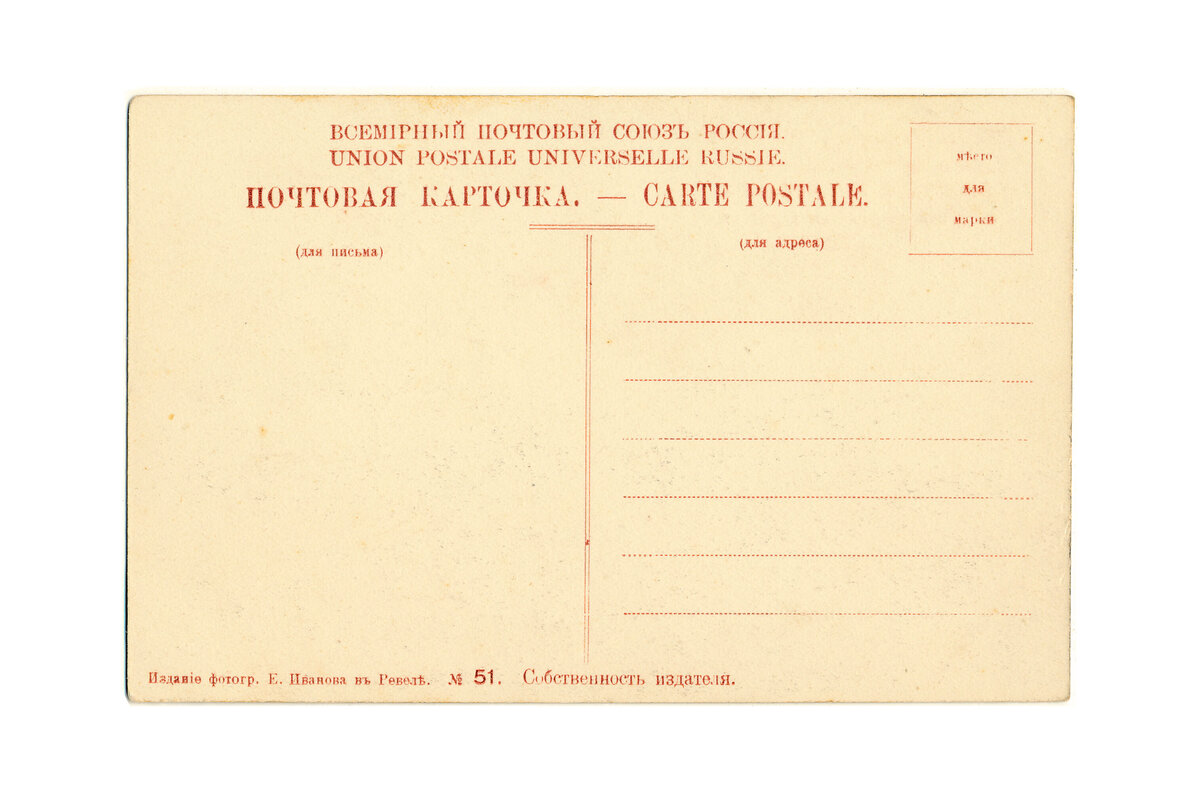 ВСЕМІРНЫЙ ПОЧТОВЫЙ СОЮЗЪ РОССІЯ.
UNION POSTALE UNIVERSELLE RUSSIE.
ПОЧТОВАЯ КАРТОЧКА. — CARTE POSTALE.
мѣсто
для
марки
(для письма)
(для адреса)
Изданіе фотогр. Е. Иванова въ Ревелѣ. № 51. Собственность издателя.